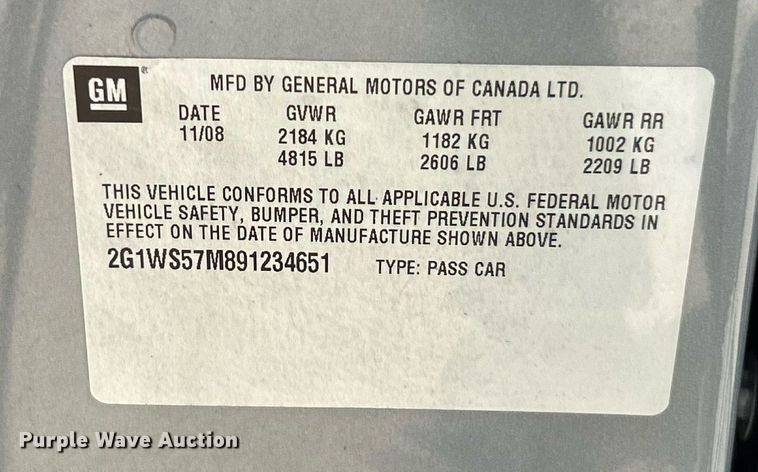 GM
MFD BY GENERAL MOTORS OF CANADA LTD.
DATE GVWR GAWR FRT GAWR RR
11/08 2184 KG 1182 KG 1002 KG
4815 LB 2606 LB 2209 LB
THIS VEHICLE CONFORMS TO ALL APPLICABLE U.S. FEDERAL MOTOR
VEHICLE SAFETY, BUMPER, AND THEFT PREVENTION STANDARDS IN
EFFECT ON THE DATE OF MANUFACTURE SHOWN ABOVE.
2G1WS57M891234651 TYPE: PASS CAR
Purple Wave Auction